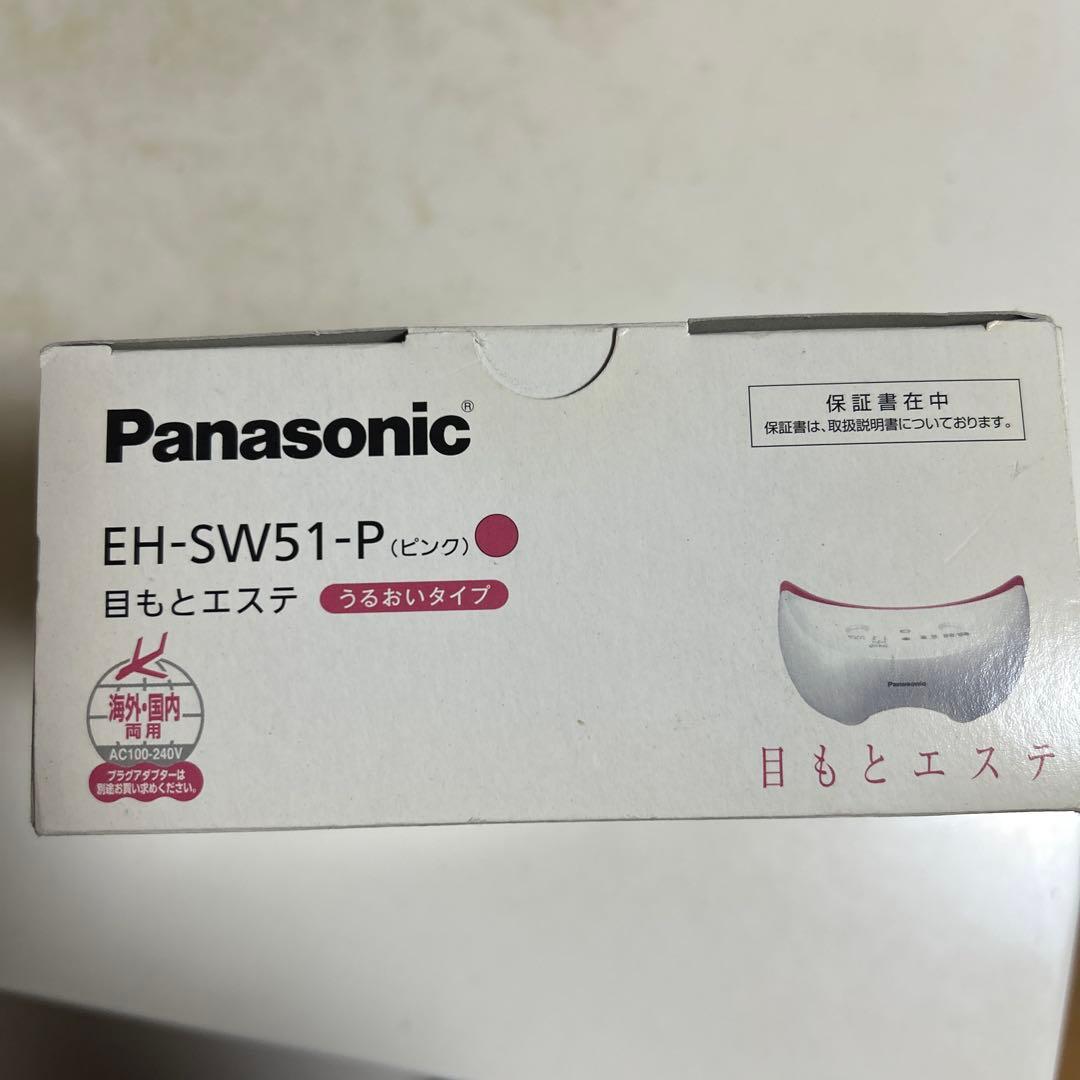 Panasonic®
保証書在中
保証書は、取扱説明書についております。
EH-SW51-P(ピンク)
目もとエステ うるおいタイプ
海外・国内
両用
AC100-240V
プラグアダプターは
別途お買い求めください。
Panasonic
目もとエステ